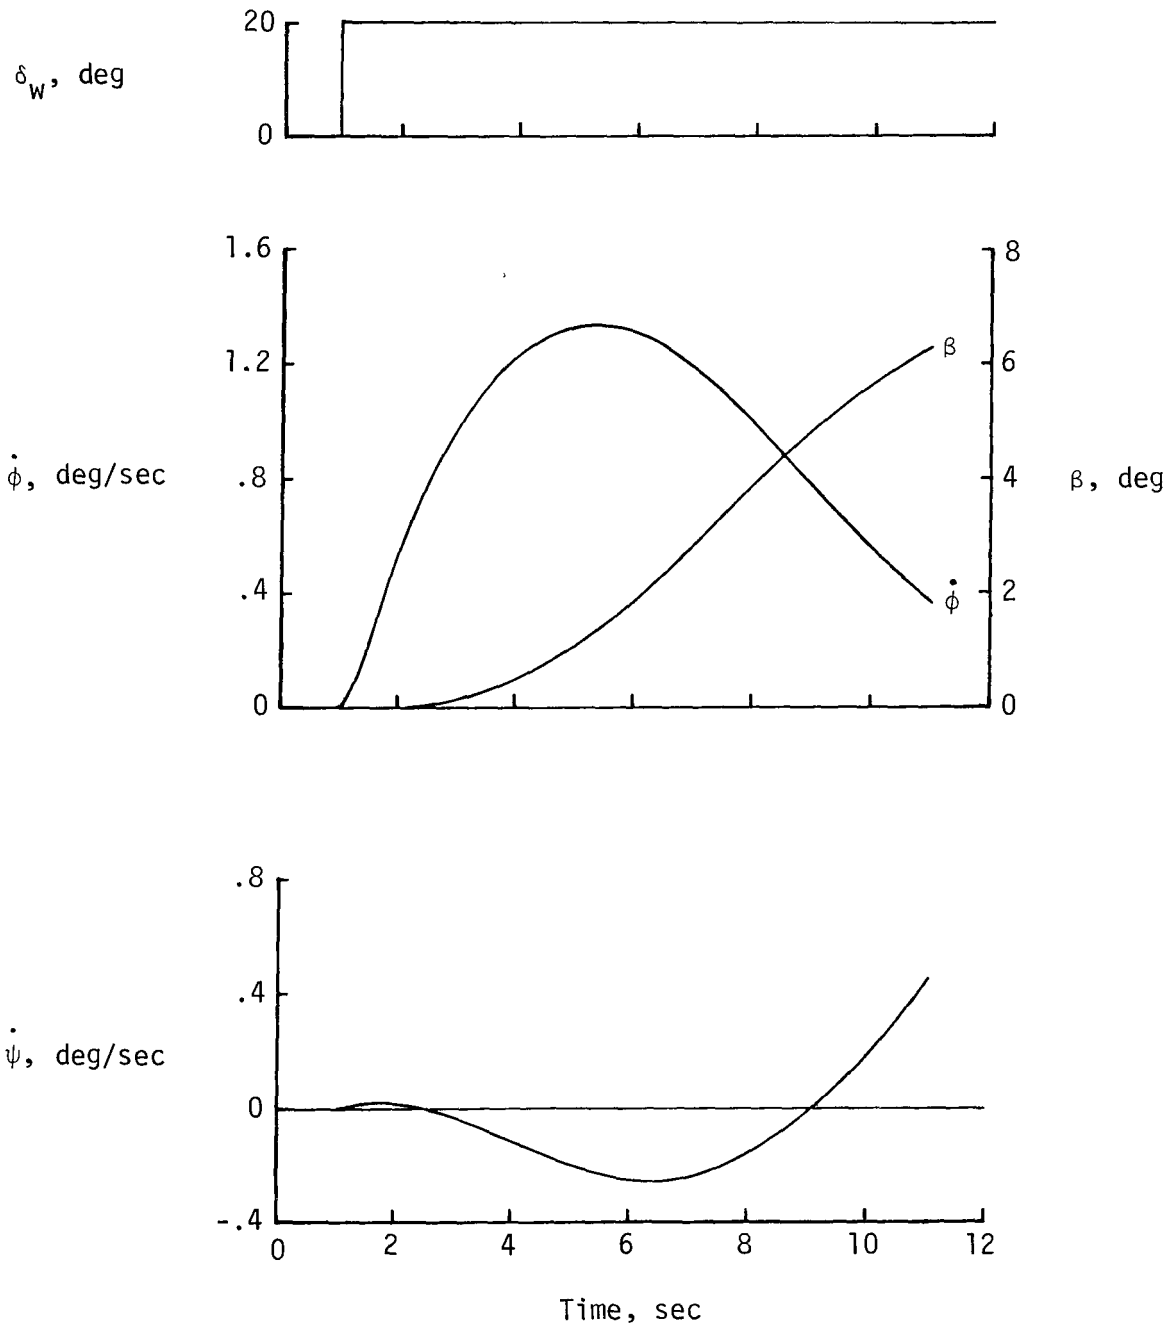 20
δw, deg
0
1.6
8
β
1.2
6
φ̇, deg/sec
.8
4
β, deg
.4
2
φ̇
0
0
.8
.4
ψ̇, deg/sec
0
-.4
0 2 4 6 8 10 12
Time, sec